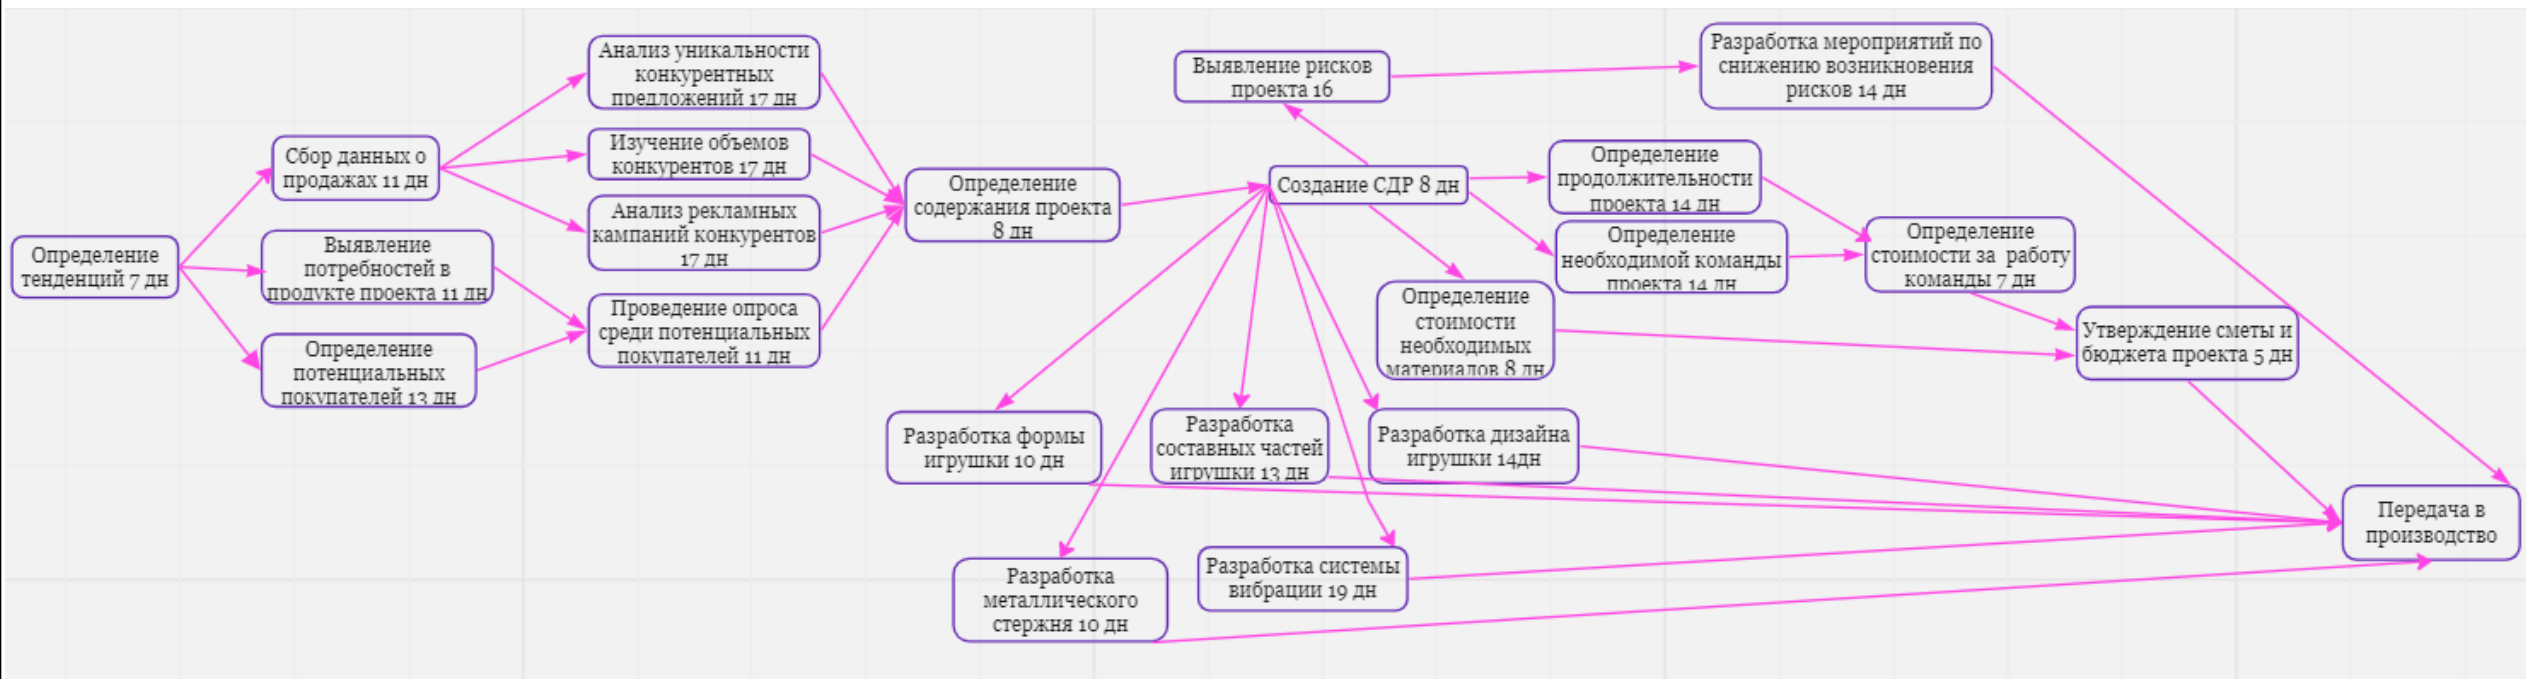 Определение
тенденций 7 дн
Сбор данных о
продажах 11 дн
Выявление
потребностей в
продукте проекта 11 дн
Определение
потенциальных
покупателей 13 дн
Анализ уникальности
конкурентных
предложений 17 дн
Изучение объемов
конкурентов 17 дн
Анализ рекламных
кампаний конкурентов
17 дн
Проведение опроса
среди потенциальных
покупателей 11 дн
Определение
содержания проекта
8 дн
Выявление рисков
проекта 16
Создание СДР 8 дн
Разработка мероприятий по
снижению возникновения
рисков 14 дн
Определение
продолжительности
проекта 14 дн
Определение
необходимой команды
проекта 14 дн
Определение
стоимости за работу
команды 7 дн
Определение
стоимости
необходимых
материалов 8 дн
Утверждение сметы и
бюджета проекта 5 дн
Разработка формы
игрушки 10 дн
Разработка
составных частей
игрушки 13 дн
Разработка дизайна
игрушки 14дн
Разработка
металлического
стержня 10 дн
Разработка системы
вибрации 19 дн
Передача в
производство